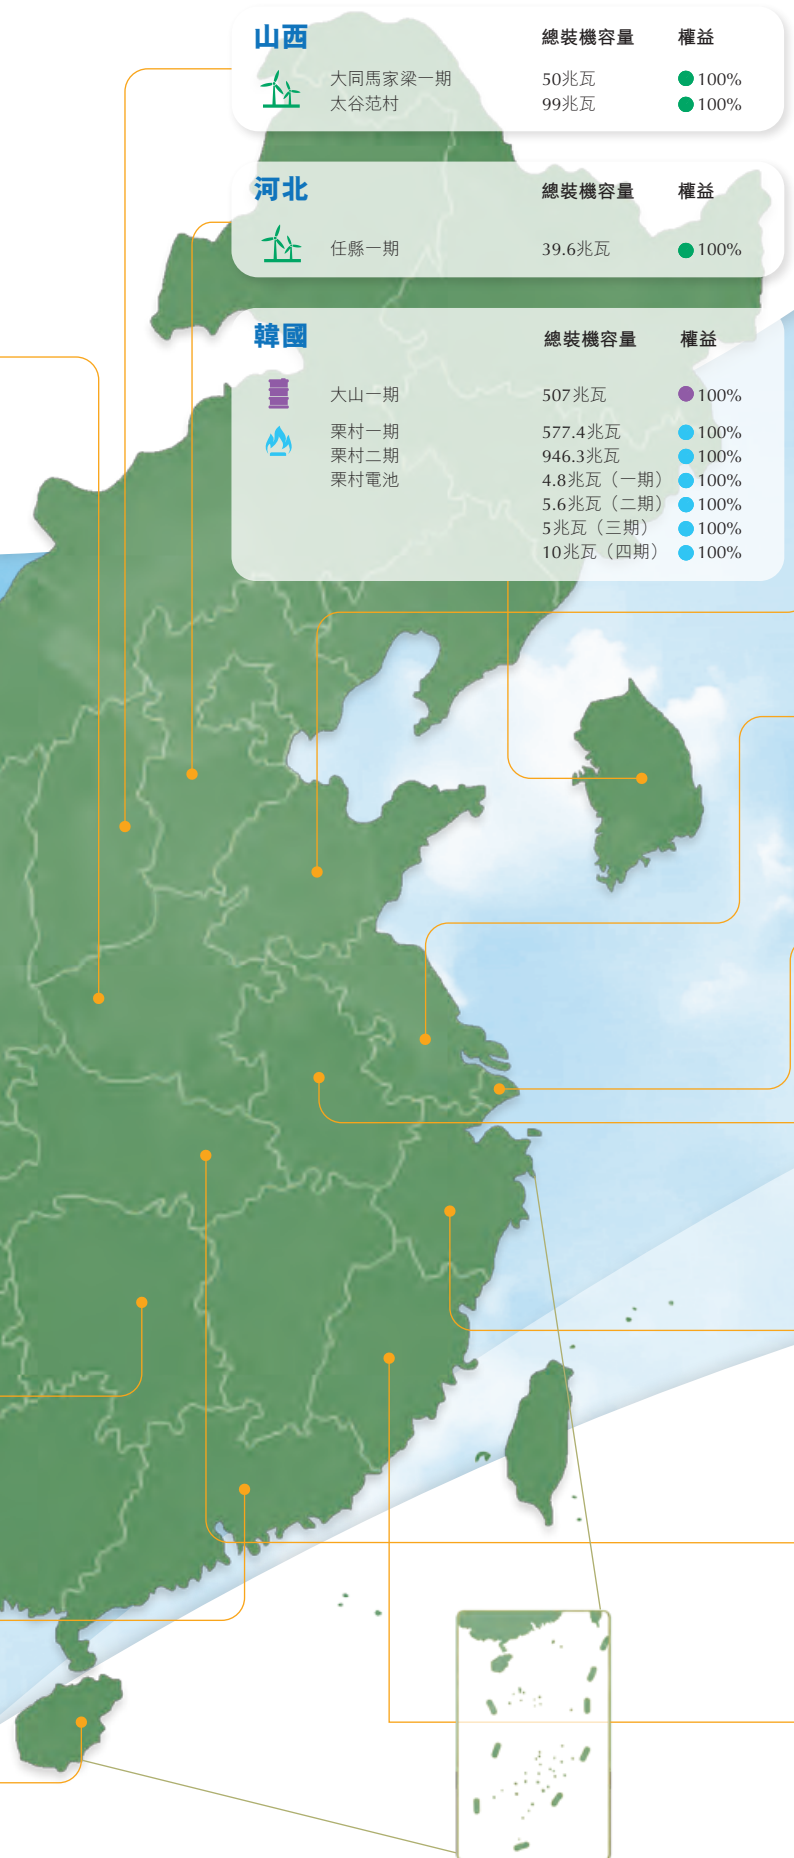 山西 總裝機容量 權益
大同馬家梁一期 50兆瓦 100%
太谷范村 99兆瓦 100%
河北 總裝機容量 權益
任縣一期 39.6兆瓦 100%
韓國 總裝機容量 權益
大山一期 507兆瓦 100%
栗村一期 577.4兆瓦 100%
栗村二期 946.3兆瓦 100%
栗村電池 4.8兆瓦（一期） 100%
5.6兆瓦（二期） 100%
5兆瓦（三期） 100%
10兆瓦（四期） 100%